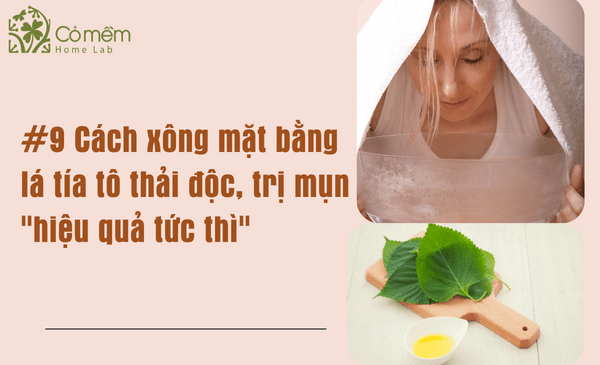 Cỏ mềm
Home Lab
#9 Cách xông mặt bằng
lá tía tô thải độc, trị mụn
"hiệu quả tức thì"